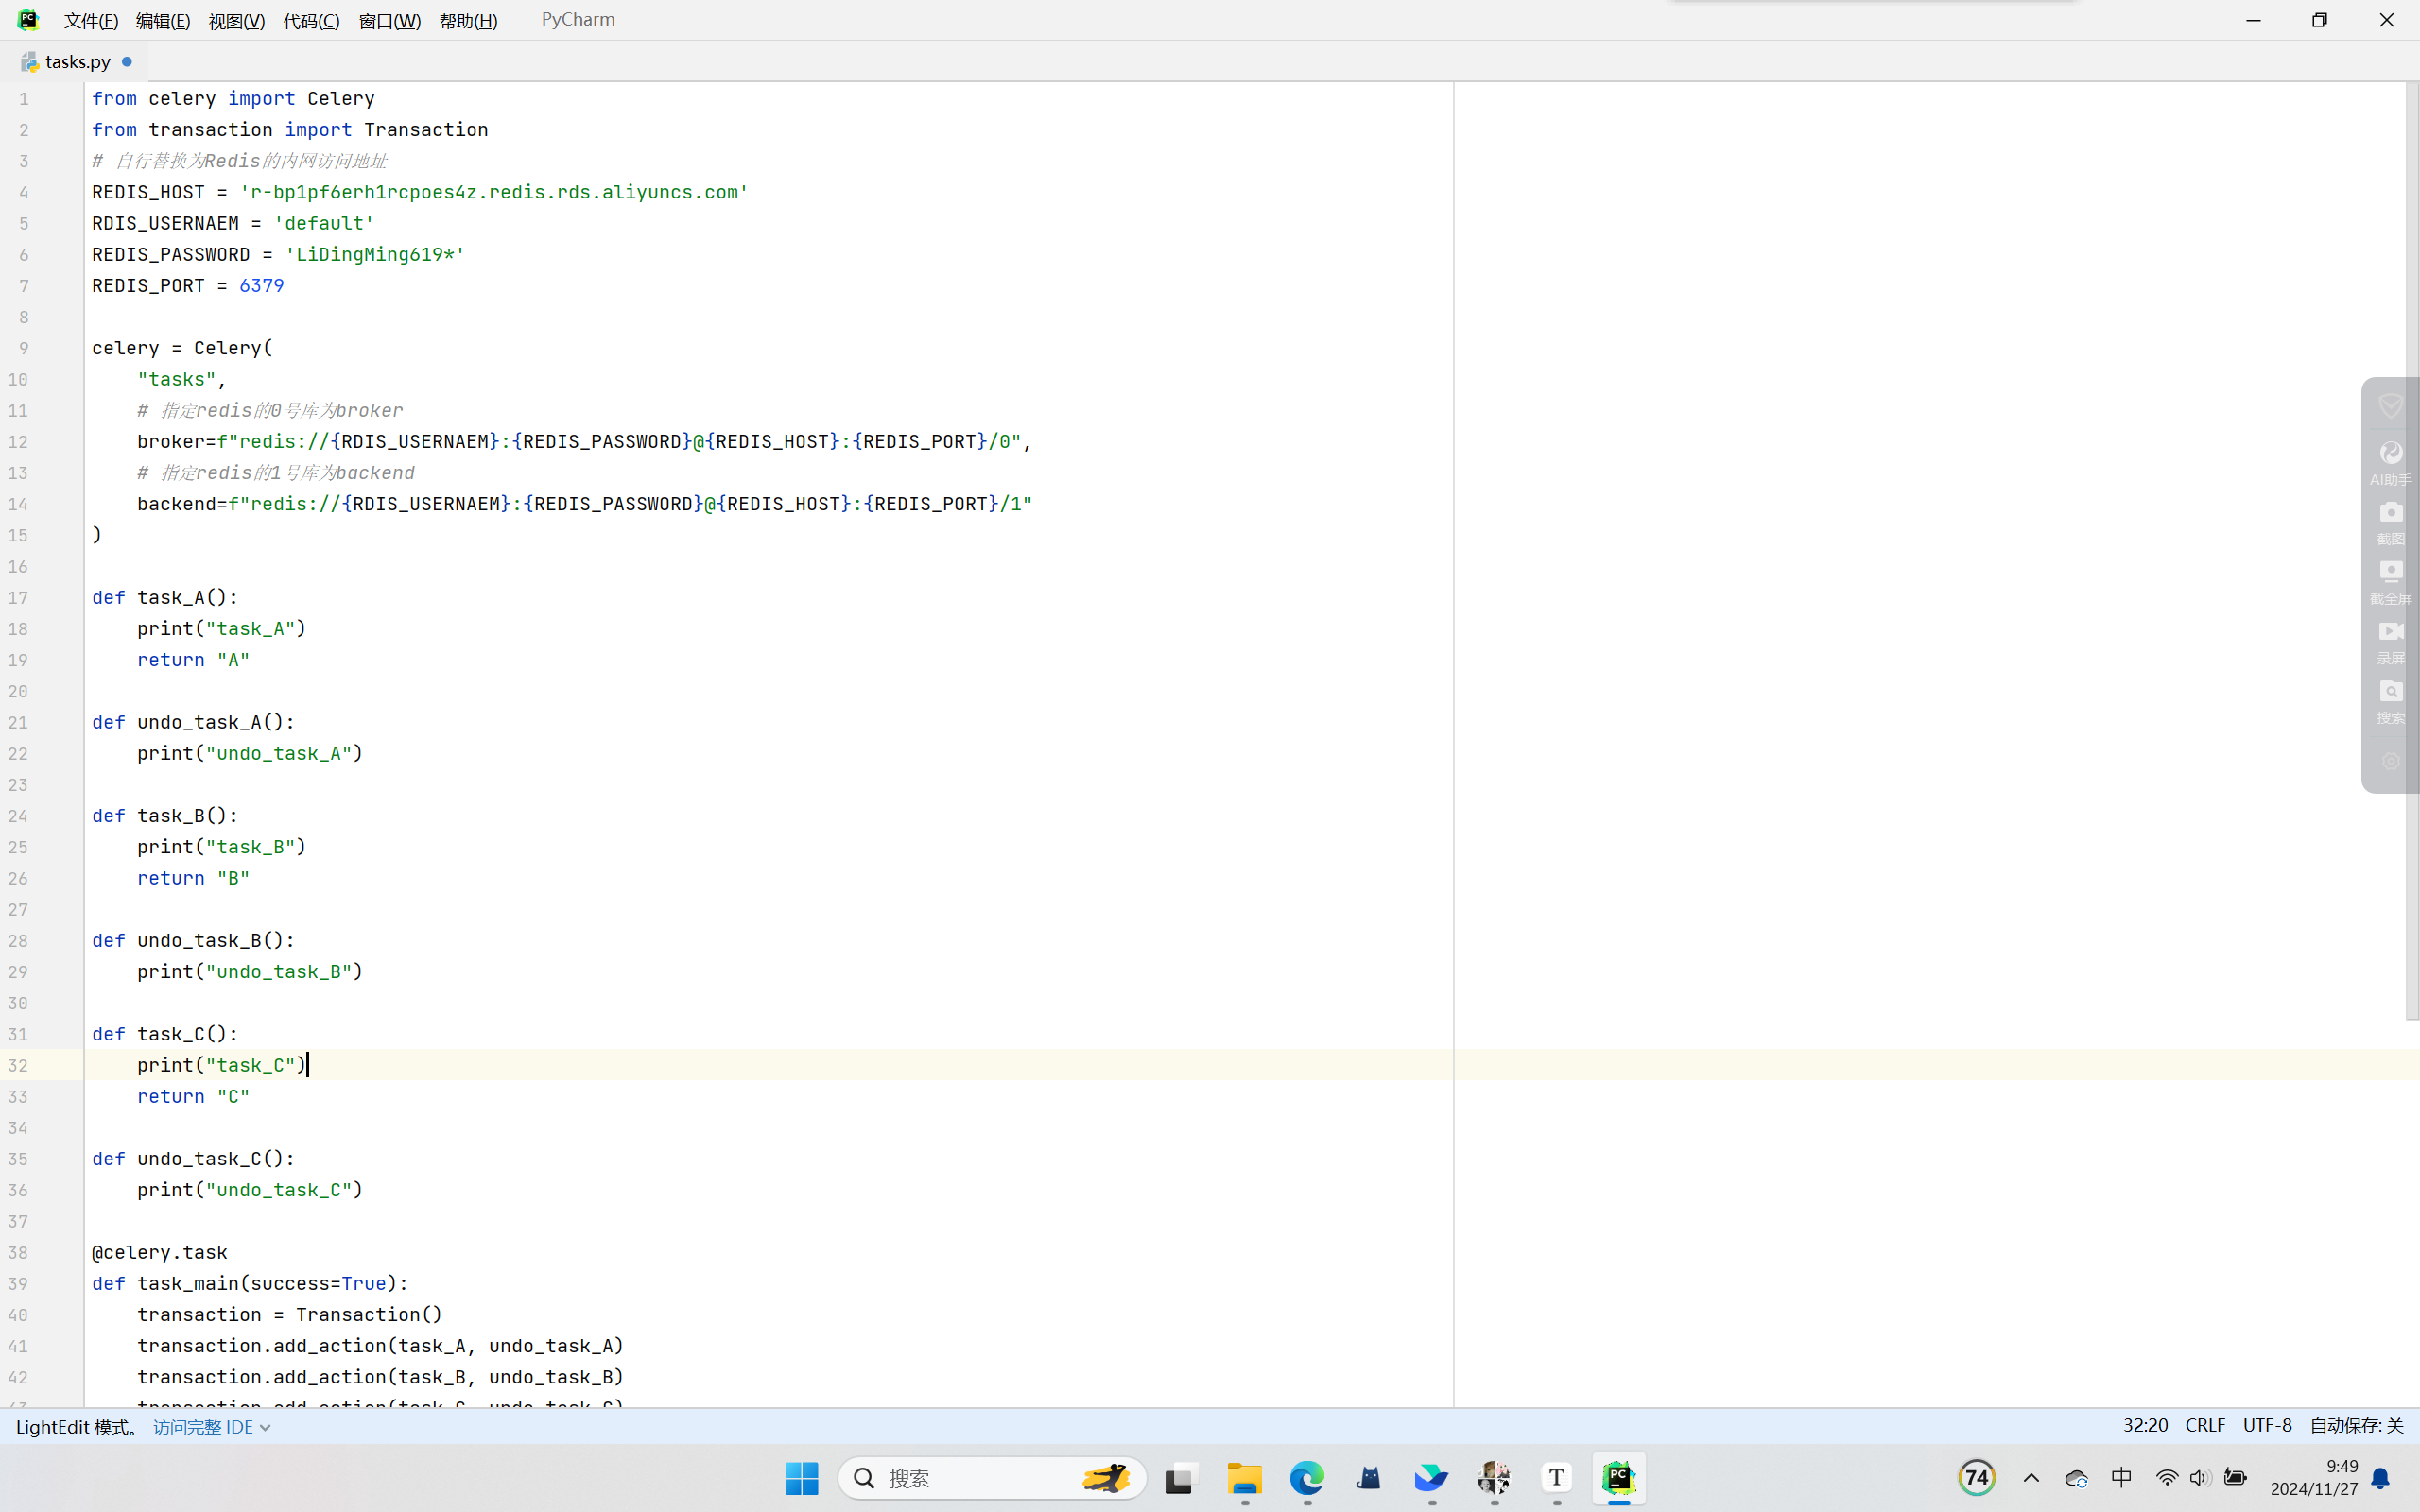 文件(F) 编辑(E) 视图(V) 代码(C) 窗口(W) 帮助(H) PyCharm
tasks.py
1 from celery import Celery
2 from transaction import Transaction
3 # 自行替换为Redis的内网访问地址
4 REDIS_HOST = 'r-bp1pf6erh1rcpoes4z.redis.rds.aliyuncs.com'
5 RDIS_USERNAEM = 'default'
6 REDIS_PASSWORD = 'LiDingMing619*'
7 REDIS_PORT = 6379
8
9 celery = Celery(
10 "tasks",
11 # 指定redis的0号库为broker
12 broker=f"redis://{RDIS_USERNAEM}:{REDIS_PASSWORD}@{REDIS_HOST}:{REDIS_PORT}/0",
13 # 指定redis的1号库为backend
14 backend=f"redis://{RDIS_USERNAEM}:{REDIS_PASSWORD}@{REDIS_HOST}:{REDIS_PORT}/1"
15 )
16
17 def task_A():
18 print("task_A")
19 return "A"
20
21 def undo_task_A():
22 print("undo_task_A")
23
24 def task_B():
25 print("task_B")
26 return "B"
27
28 def undo_task_B():
29 print("undo_task_B")
30
31 def task_C():
32 print("task_C")
33 return "C"
34
35 def undo_task_C():
36 print("undo_task_C")
37
38 @celery.task
39 def task_main(success=True):
40 transaction = Transaction()
41 transaction.add_action(task_A, undo_task_A)
42 transaction.add_action(task_B, undo_task_B)
43 transaction.add_action(task_C, undo_task_C)
AI助手
截图
截全屏
录屏
搜索
LightEdit 模式。 访问完整 IDE 32:20 CRLF UTF-8 自动保存: 关
搜索 74 中 9:49
2024/11/27